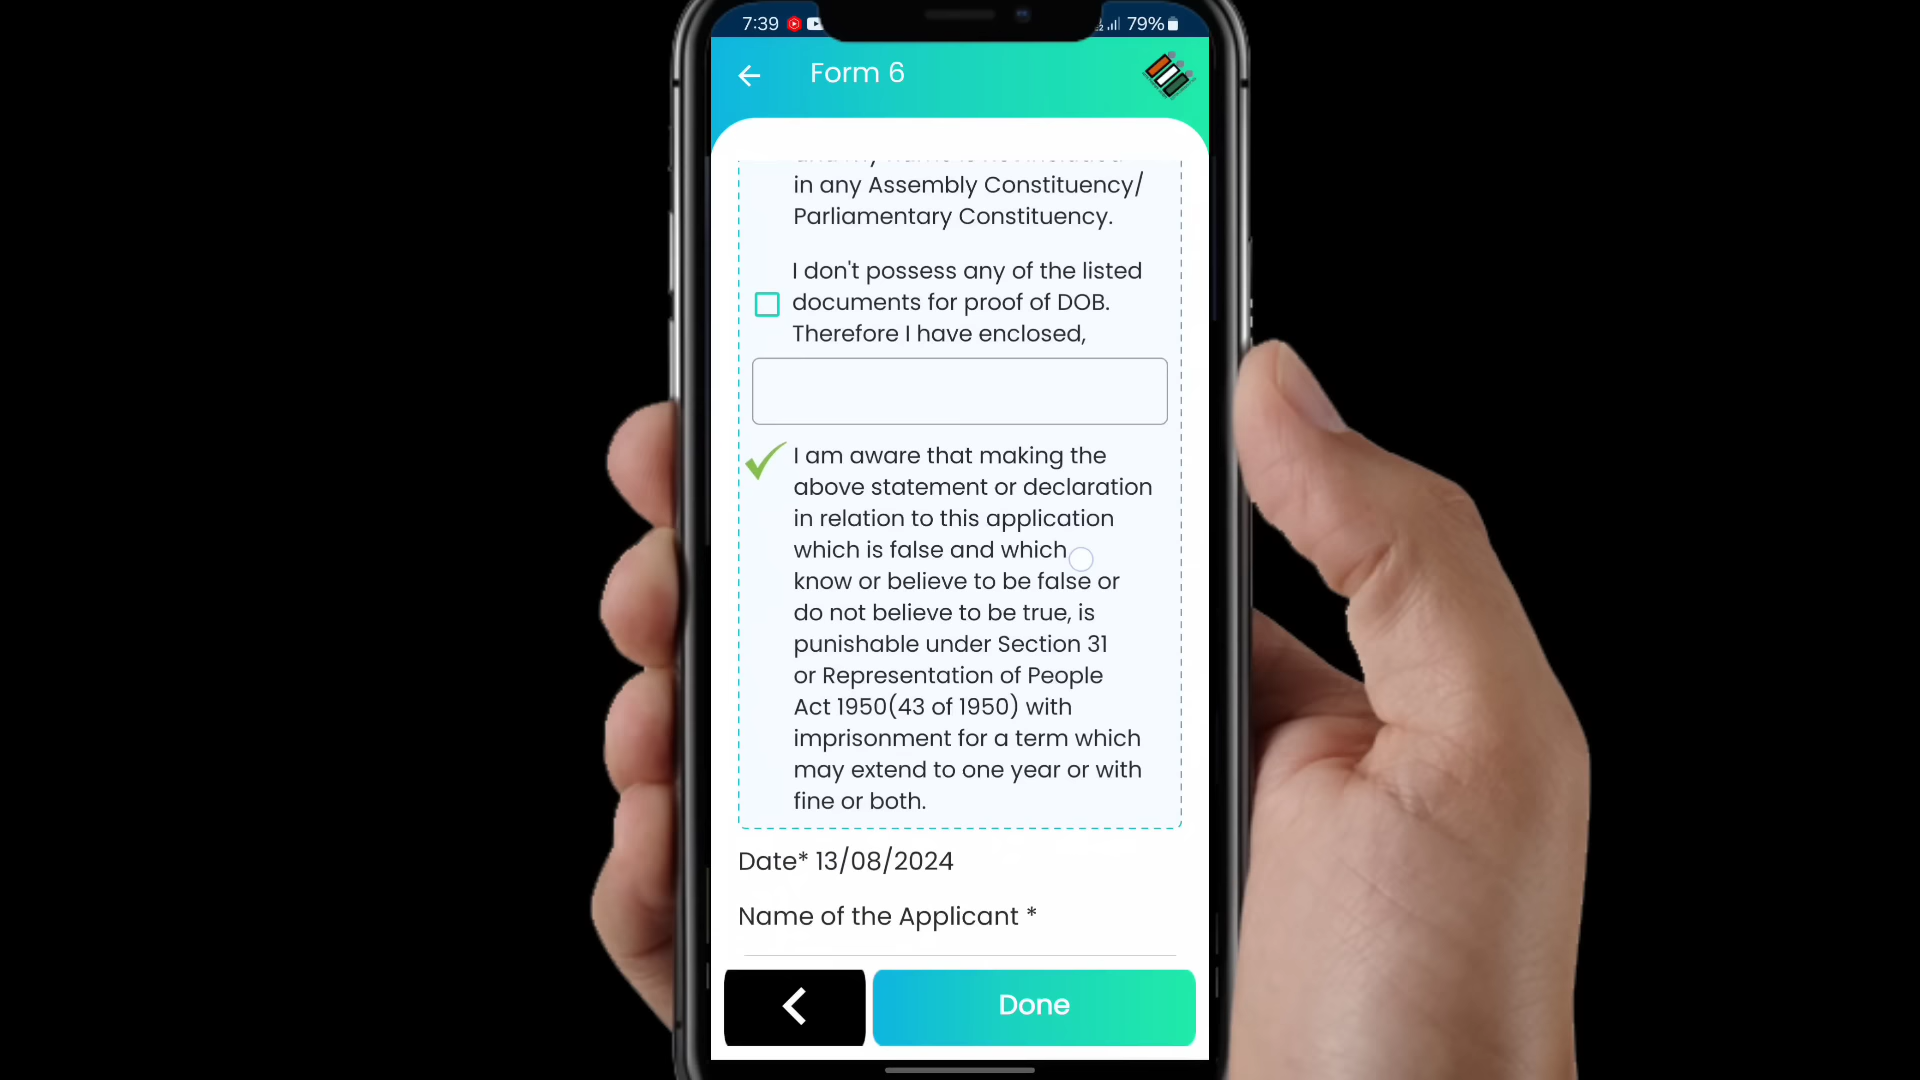 7:39
79%
Form 6
in any Assembly Constituency/
Parliamentary Constituency.
I don't possess any of the listed
documents for proof of DOB.
Therefore I have enclosed,
I am aware that making the
above statement or declaration
in relation to this application
which is false and which
know or believe to be false or
do not believe to be true, is
punishable under Section 31
or Representation of People
Act 1950(43 of 1950) with
imprisonment for a term which
may extend to one year or with
fine or both.
Date* 13/08/2024
Name of the Applicant *
Done